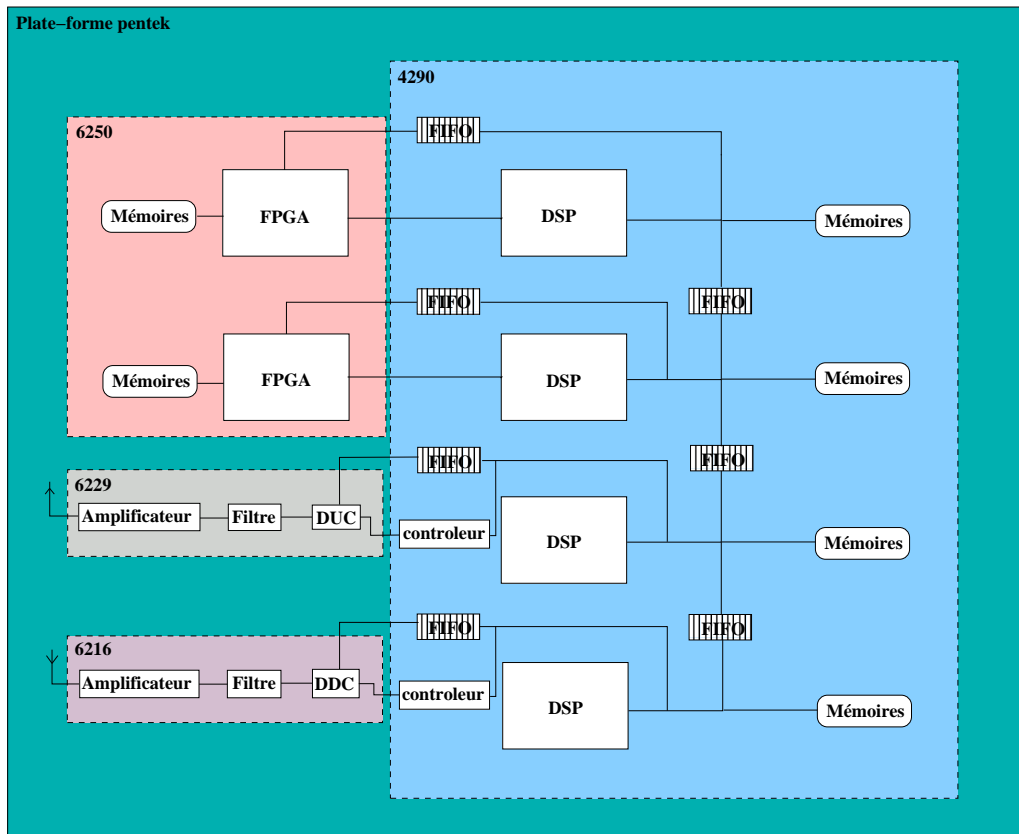 Plate–forme pentek
4290
6250
FIFO
Mémoires
FPGA
DSP
Mémoires
FIFO
FIFO
Mémoires
FPGA
DSP
Mémoires
6229
FIFO
FIFO
Amplificateur
Filtre
DUC
controleur
DSP
Mémoires
6216
FIFO
FIFO
Amplificateur
Filtre
DDC
controleur
DSP
Mémoires